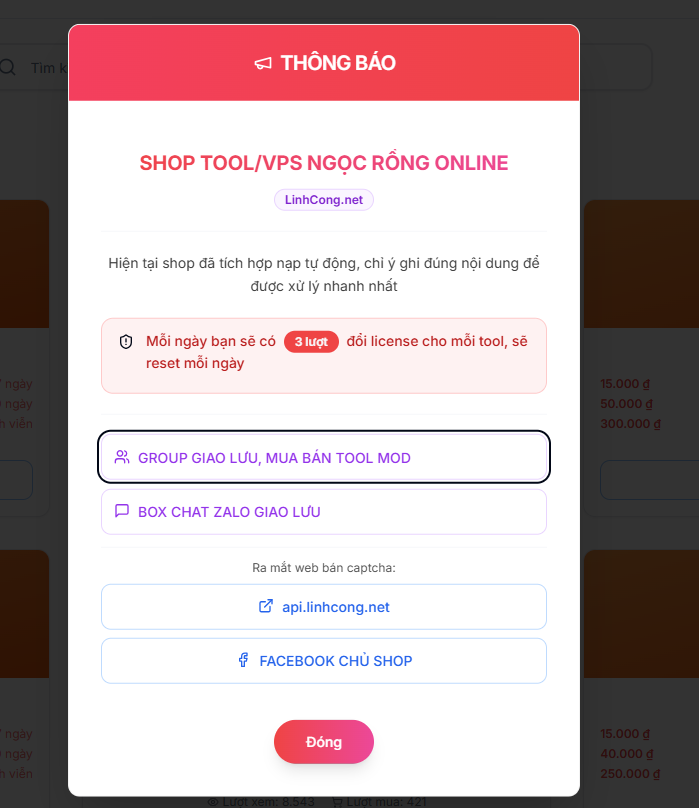 Tìm k
THÔNG BÁO
SHOP TOOL/VPS NGỌC RỒNG ONLINE
LinhCong.net
Hiện tại shop đã tích hợp nạp tự động, chỉ ý ghi đúng nội dung để
được xử lý nhanh nhất
Mỗi ngày bạn sẽ có 3 lượt đổi license cho mỗi tool, sẽ
reset mỗi ngày
ngày
15.000 ₫
ngày
50.000 ₫
h viễn
300.000 ₫
GROUP GIAO LƯU, MUA BÁN TOOL MOD
BOX CHAT ZALO GIAO LƯU
Ra mắt web bán captcha:
api.linhcong.net
FACEBOOK CHỦ SHOP
Đóng
ngày
15.000 ₫
ngày
40.000 ₫
h viễn
250.000 ₫
Lượt xem: 8.543 Lượt mua: 421